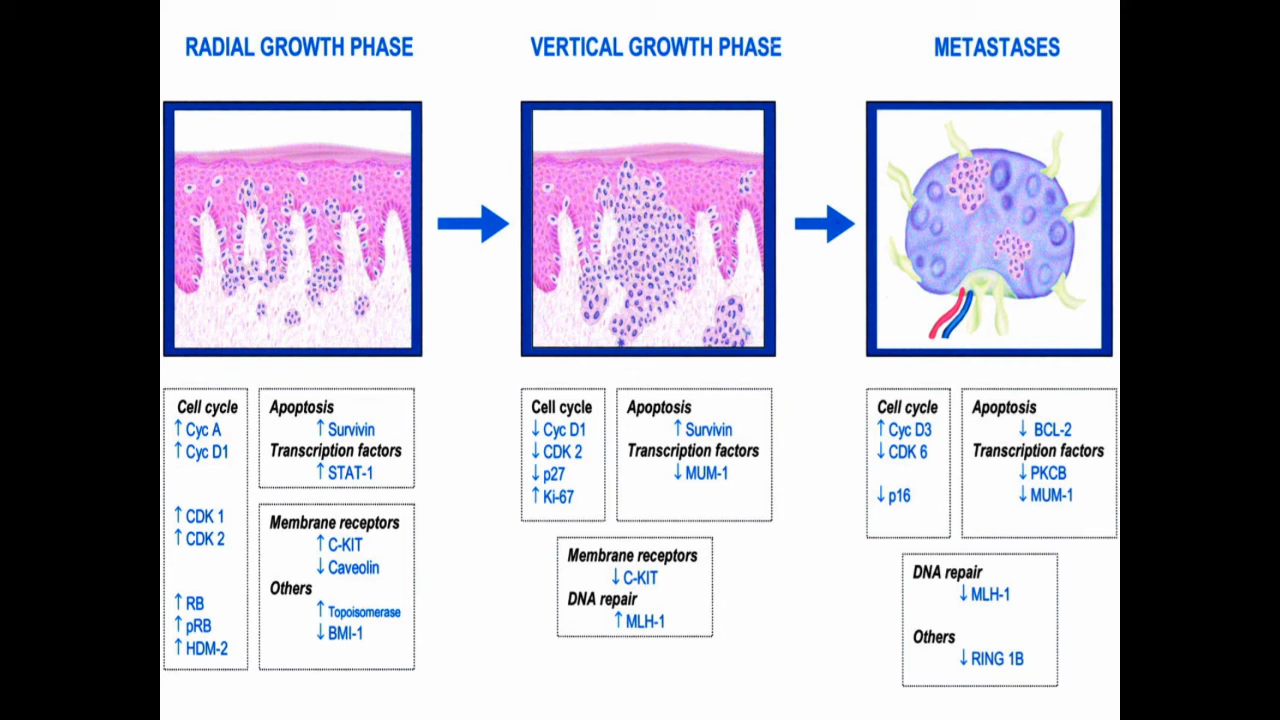 RADIAL GROWTH PHASE
VERTICAL GROWTH PHASE
METASTASES
Cell cycle
↑ Cyc A
↑ Cyc D1
↑ CDK 1
↑ CDK 2
↑ RB
↑ pRB
↑ HDM-2
Apoptosis
↑ Survivin
Transcription factors
↑ STAT-1
Membrane receptors
↑ C-KIT
↓ Caveolin
Others
↑ Topoisomerase
↓ BMI-1
Cell cycle
↓ Cyc D1
↓ CDK 2
↓ p27
↑ Ki-67
Apoptosis
↑ Survivin
Transcription factors
↓ MUM-1
Membrane receptors
↓ C-KIT
DNA repair
↑ MLH-1
Cell cycle
↑ Cyc D3
↓ CDK 6
↓ p16
Apoptosis
↓ BCL-2
Transcription factors
↓ PKCB
↓ MUM-1
DNA repair
↓ MLH-1
Others
↓ RING 1B